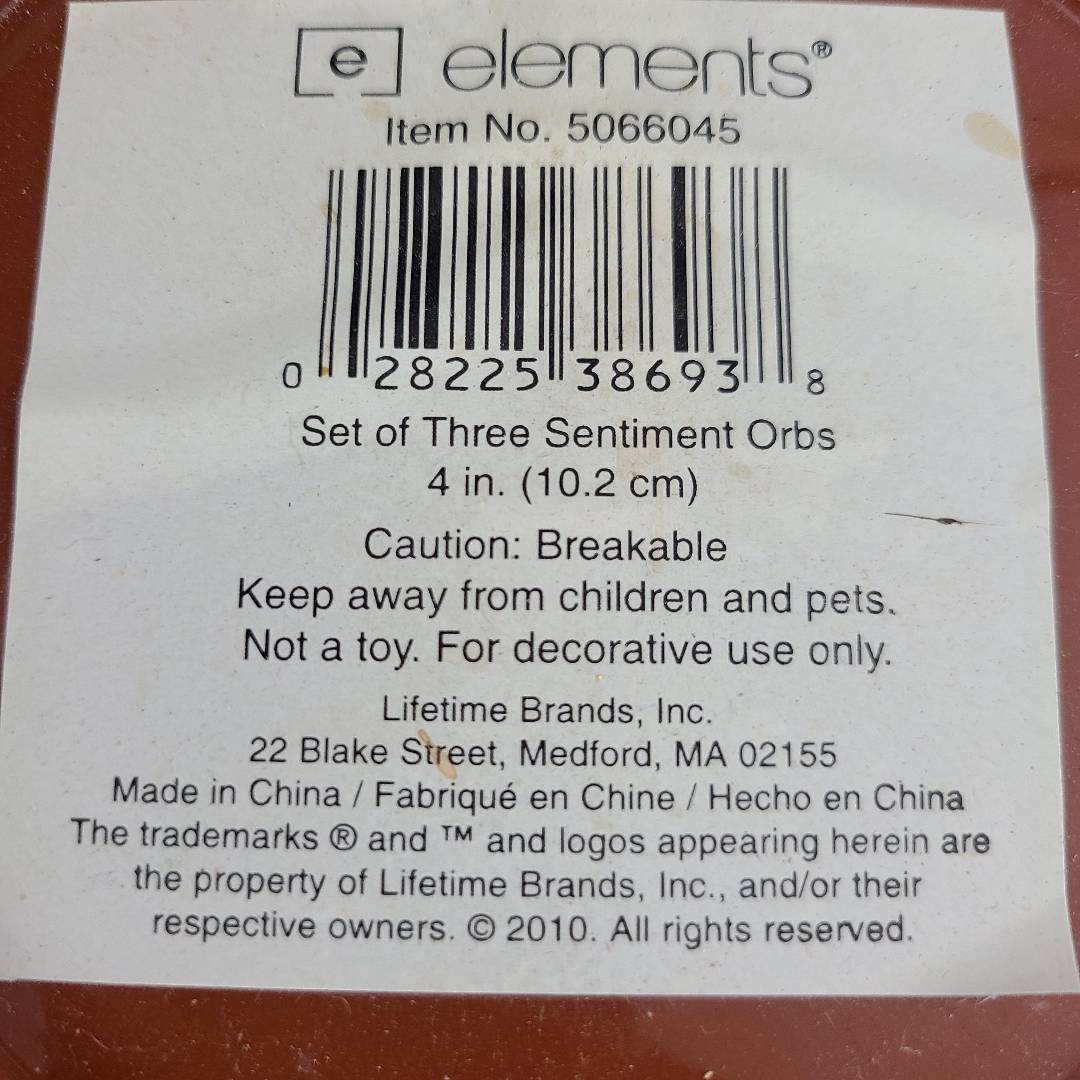 e elements®
Item No. 5066045
0 28225 38693 8
Set of Three Sentiment Orbs
4 in. (10.2 cm)
Caution: Breakable
Keep away from children and pets.
Not a toy. For decorative use only.
Lifetime Brands, Inc.
22 Blake Street, Medford, MA 02155
Made in China / Fabriqué en Chine / Hecho en China
The trademarks ® and ™ and logos appearing herein are
the property of Lifetime Brands, Inc., and/or their
respective owners. © 2010. All rights reserved.